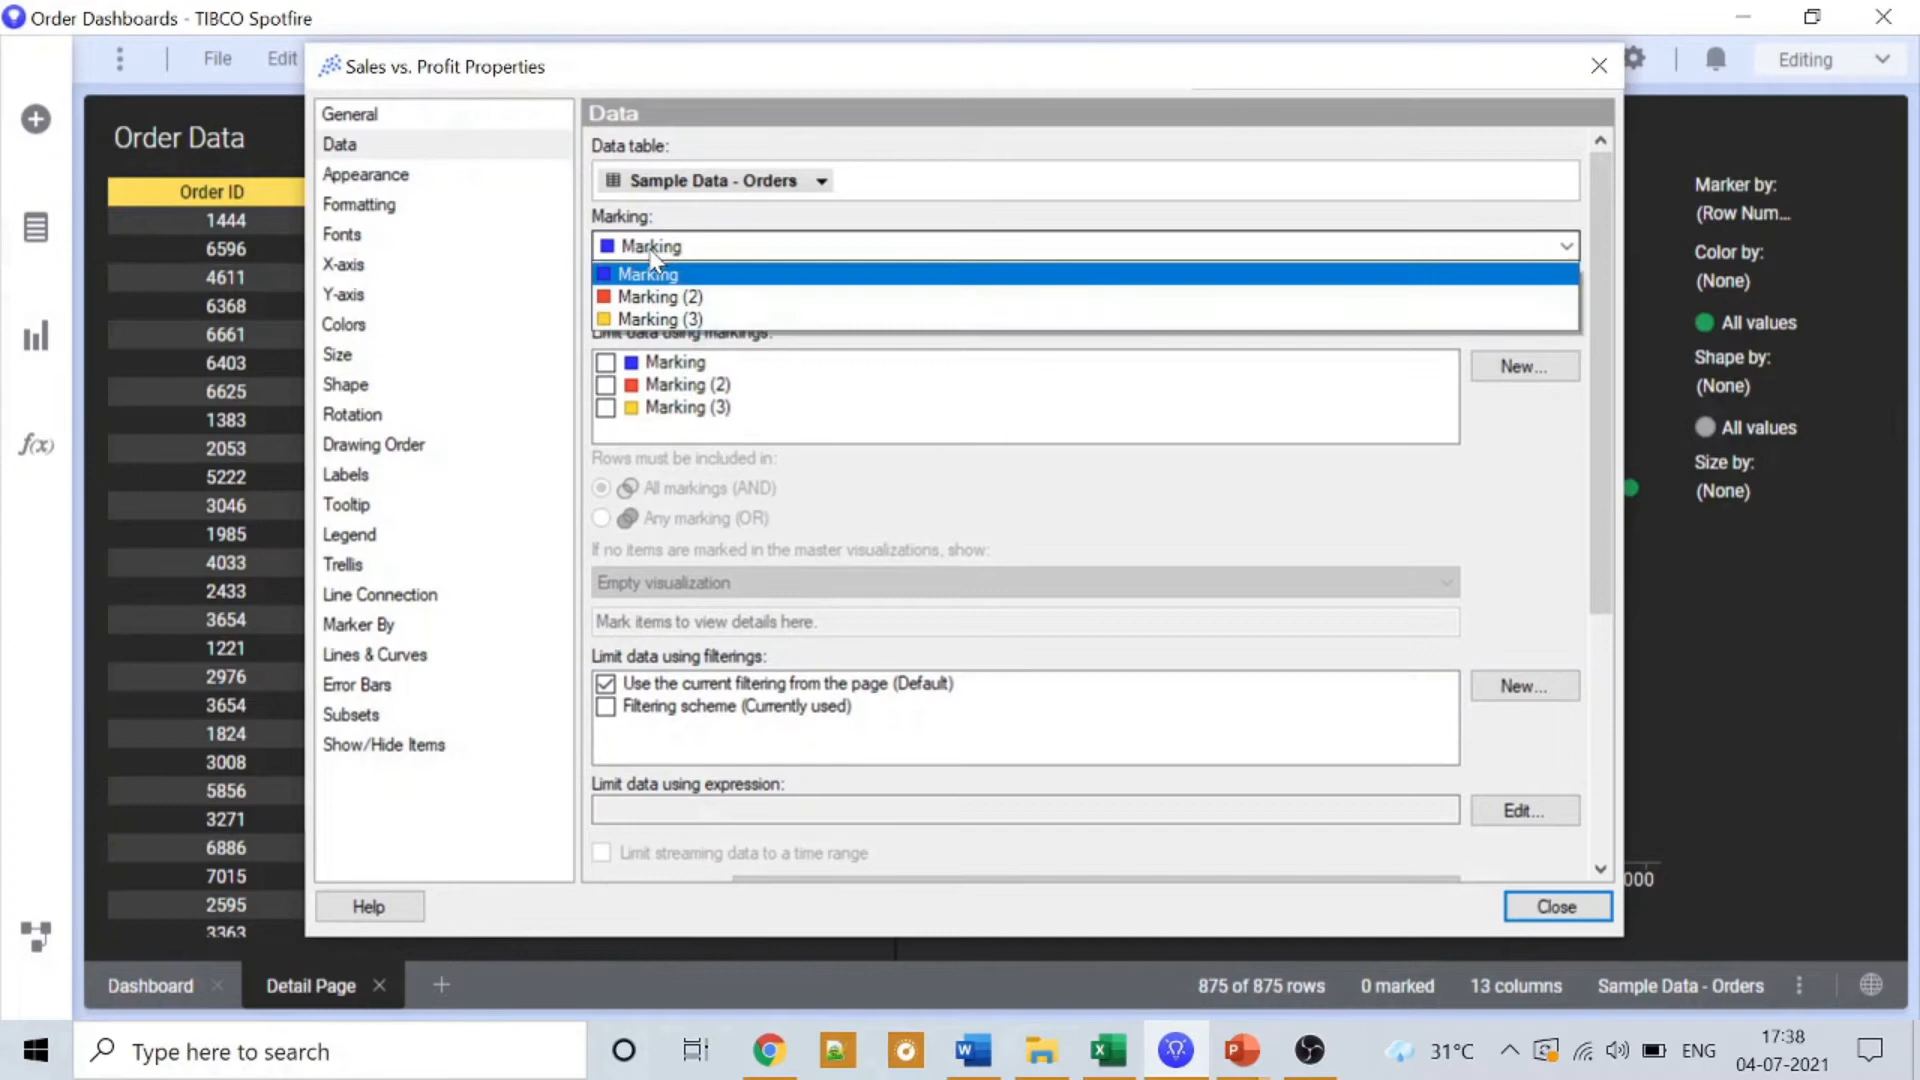 Order Dashboards - TIBCO Spotfire
File
Edit
Editing
Sales vs. Profit Properties
Order Data
Order ID
1444
6596
4611
6368
6661
6403
6625
1383
2053
5222
3046
1985
4033
2433
3654
1221
2976
3654
1824
3008
5856
3271
6886
7015
2595
3363
General
Data
Appearance
Formatting
Fonts
X-axis
Y-axis
Colors
Size
Shape
Rotation
Drawing Order
Labels
Tooltip
Legend
Trellis
Line Connection
Marker By
Lines & Curves
Error Bars
Subsets
Show/Hide Items
Data
Data table:
Sample Data - Orders
Marking:
Marking
Marking
Marking (2)
Marking (3)
Limit data using markings:
Marking
Marking (2)
Marking (3)
New...
Rows must be included in:
All markings (AND)
Any marking (OR)
If no items are marked in the master visualizations, show:
Empty visualization
Mark items to view details here.
Limit data using filterings:
Use the current filtering from the page (Default)
Filtering scheme (Currently used)
New...
Limit data using expression:
Edit...
Limit streaming data to a time range
Help
Close
Marker by:
(Row Num...
Color by:
(None)
All values
Shape by:
(None)
All values
Size by:
(None)
000
Dashboard
Detail Page
875 of 875 rows
0 marked
13 columns
Sample Data - Orders
Type here to search
31°C
ENG
17:38
04-07-2021